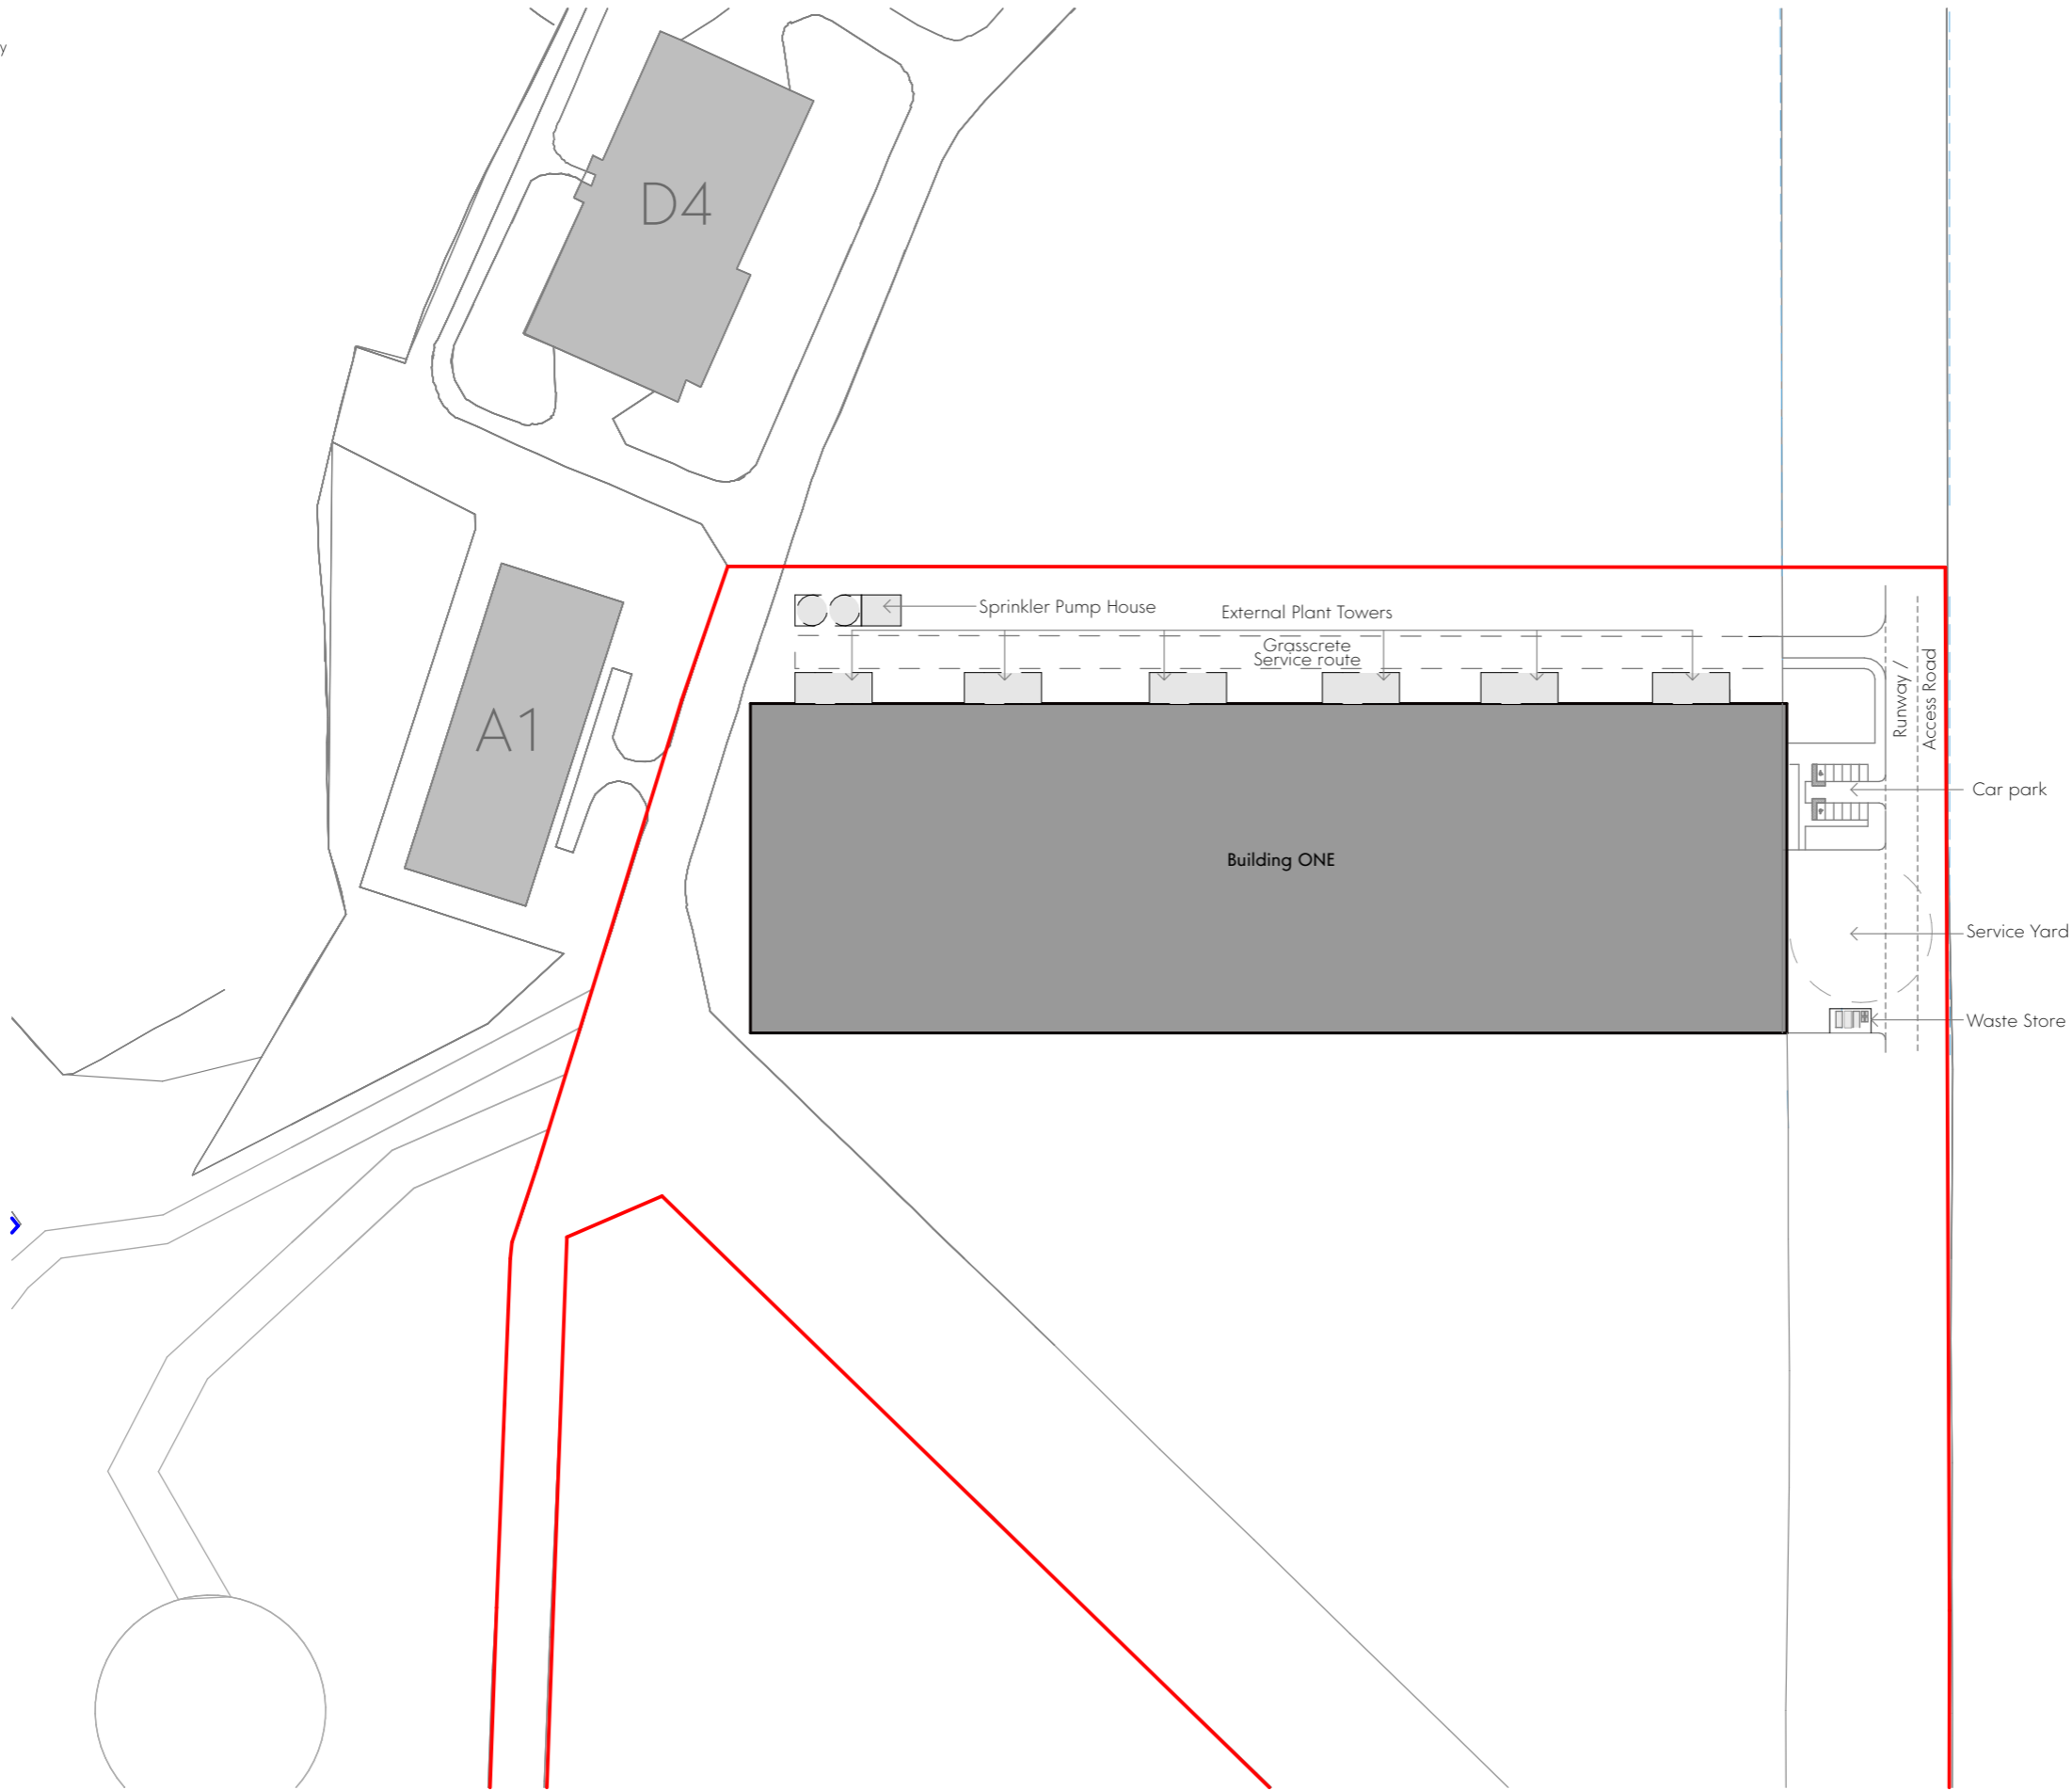 y
D4
Sprinkler Pump House
External Plant Towers
Grasscrete
Service route
Runway /
Access Road
A1
Car park
Building ONE
Service Yard
Waste Store